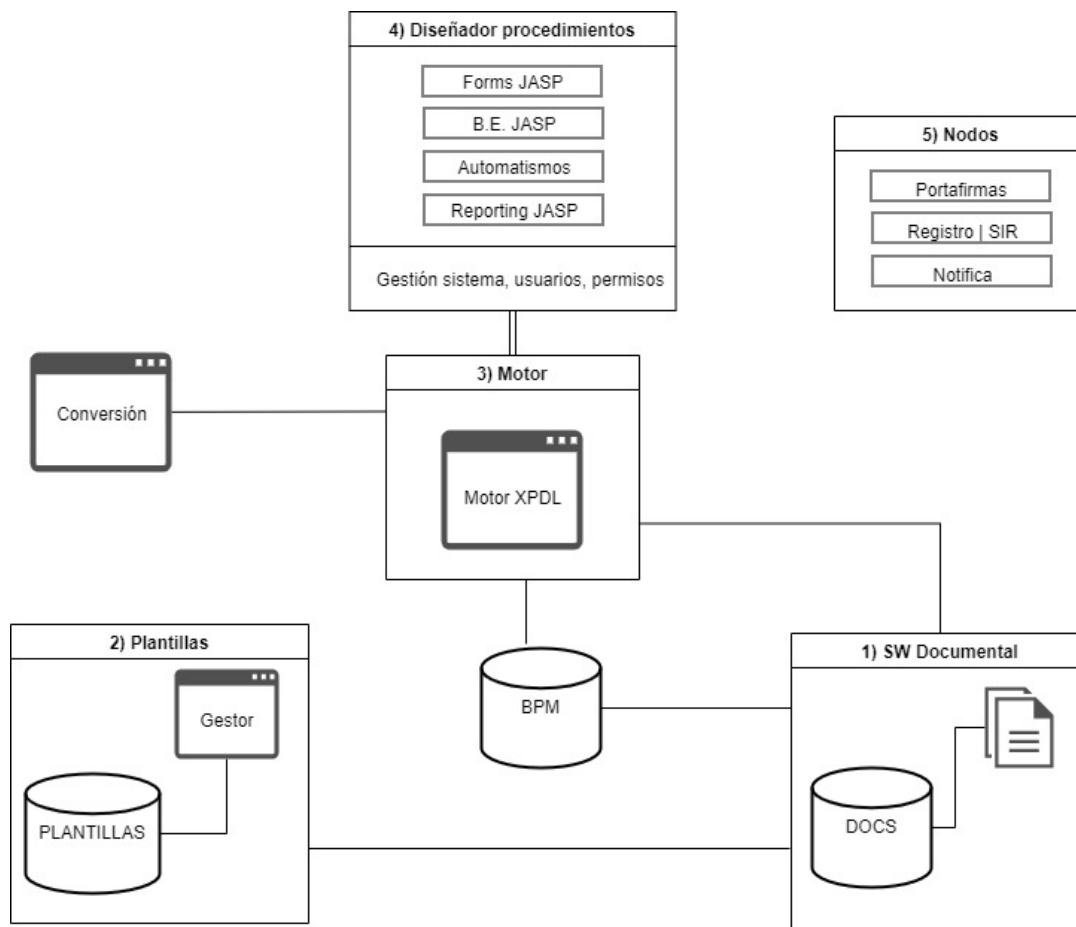 4) Diseñador procedimientos
Forms JASP
B.E. JASP
Automatismos
Reporting JASP
Gestión sistema, usuarios, permisos
5) Nodos
Portafirmas
Registro | SIR
Notifica
3) Motor
Conversión
Motor XPDL
2) Plantillas
Gestor
PLANTILLAS
BPM
1) SW Documental
DOCS